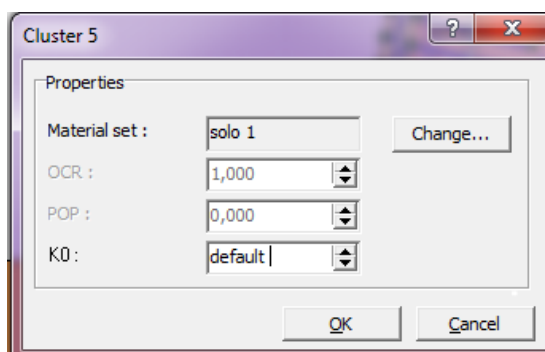 Cluster 5
? X
Properties
Material set : solo 1 Change...
OCR : 1,000
POP : 0,000
K0 : default
OK Cancel